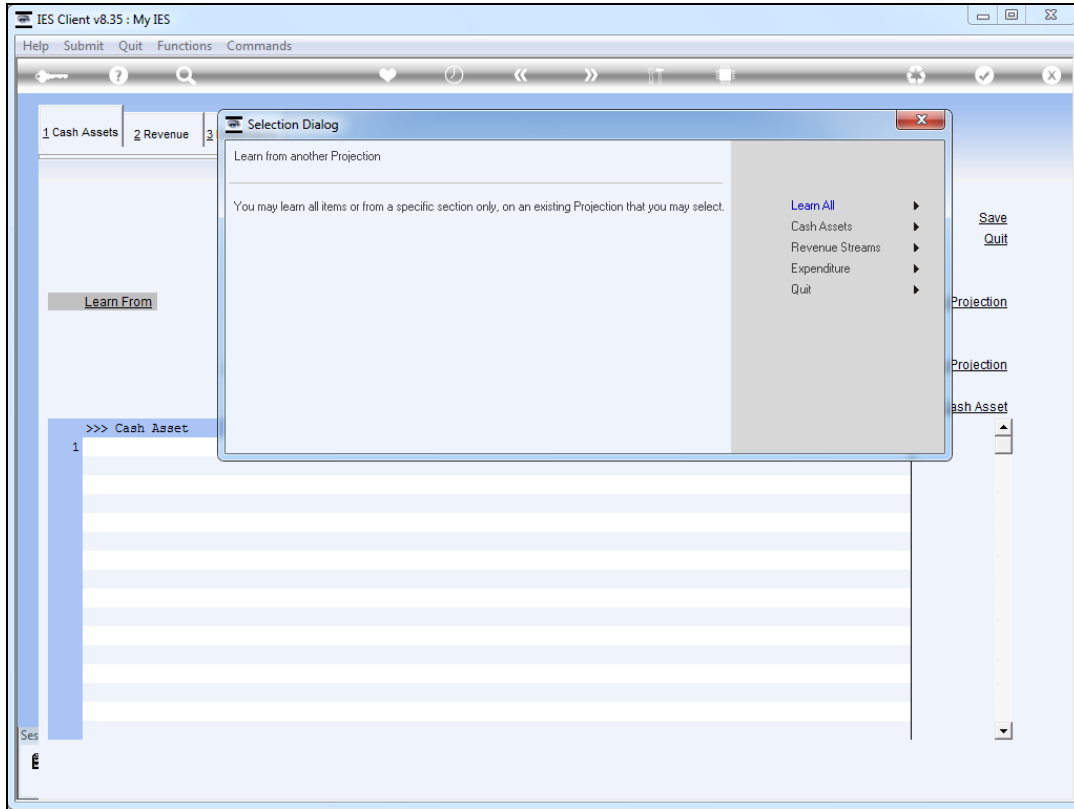 IES Client v8.35 : My IES
Help Submit Quit Functions Commands
1 Cash Assets
2 Revenue
3
Selection Dialog
Learn from another Projection
You may learn all items or from a specific section only, on an existing Projection that you may select.
Learn All
Cash Assets
Revenue Streams
Expenditure
Quit
Save
Quit
Learn From
Projection
Projection
ash Asset
>>> Cash Asset
1
Ses